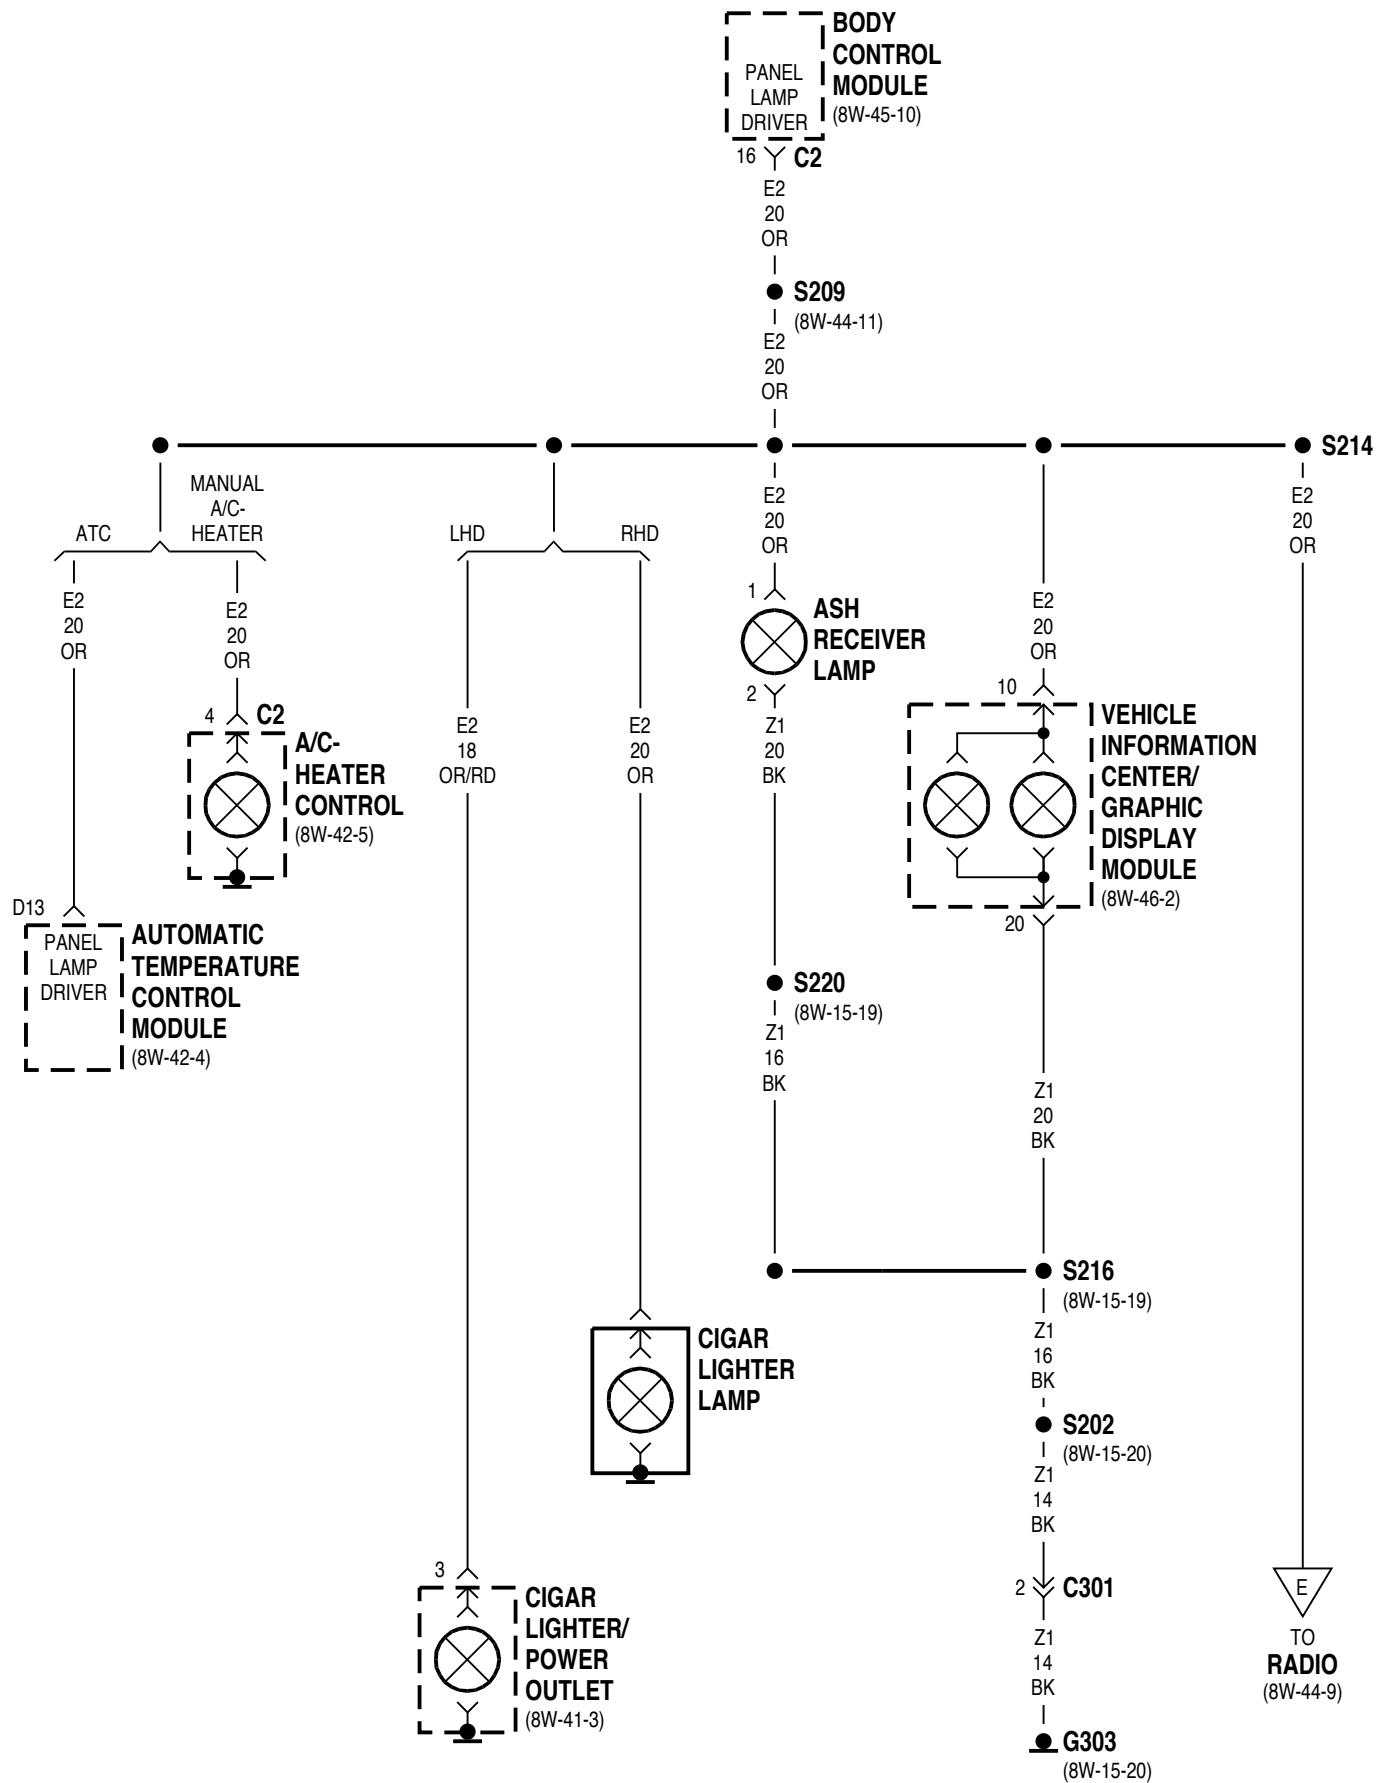 BODY
CONTROL
MODULE
(8W-45-10)
PANEL
LAMP
DRIVER
16
C2
E2
20
OR
S209
(8W-44-11)
E2
20
OR
S214
MANUAL
A/C-
HEATER
ATC
LHD
RHD
E2
20
OR
E2
20
OR
E2
20
OR
E2
20
OR
E2
20
OR
1
ASH
RECEIVER
LAMP
2
10
4
C2
A/C-
HEATER
CONTROL
(8W-42-5)
E2
18
OR/RD
E2
20
OR
Z1
20
BK
VEHICLE
INFORMATION
CENTER/
GRAPHIC
DISPLAY
MODULE
(8W-46-2)
20
D13
PANEL
LAMP
DRIVER
AUTOMATIC
TEMPERATURE
CONTROL
MODULE
(8W-42-4)
S220
(8W-15-19)
Z1
16
BK
Z1
20
BK
S216
(8W-15-19)
Z1
16
BK
CIGAR
LIGHTER
LAMP
S202
(8W-15-20)
Z1
14
BK
3
CIGAR
LIGHTER/
POWER
OUTLET
(8W-41-3)
2
C301
Z1
14
BK
G303
(8W-15-20)
E
TO
RADIO
(8W-44-9)